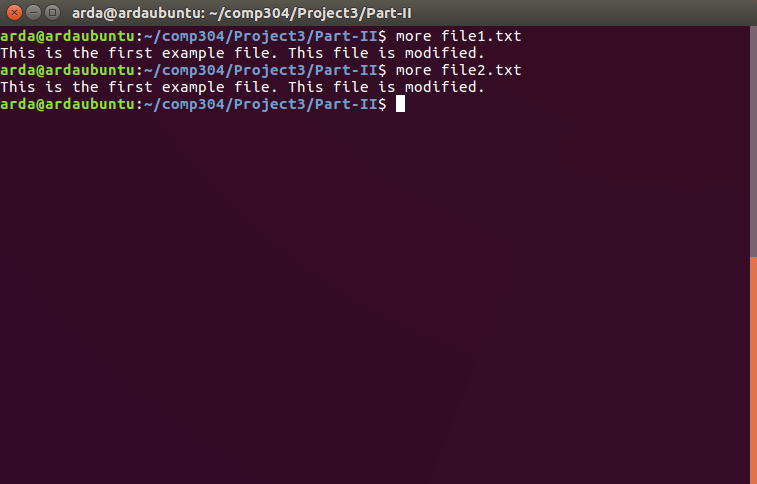 arda@ardaubuntu: ~/comp304/Project3/Part-II
arda@ardaubuntu:~/comp304/Project3/Part-II$ more file1.txt
This is the first example file. This file is modified.
arda@ardaubuntu:~/comp304/Project3/Part-II$ more file2.txt
This is the first example file. This file is modified.
arda@ardaubuntu:~/comp304/Project3/Part-II$